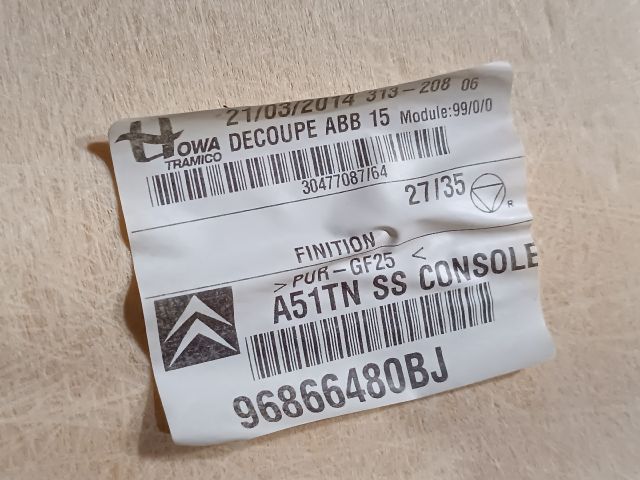 21/03/2014 313-208 06
HOWA TRAMICO DECOUPE ABB 15 Module:99/0/0
30477087/64
27/35
R
FINITION
>PUR-GF25<
A51TN SS CONSOLE
96866480BJ